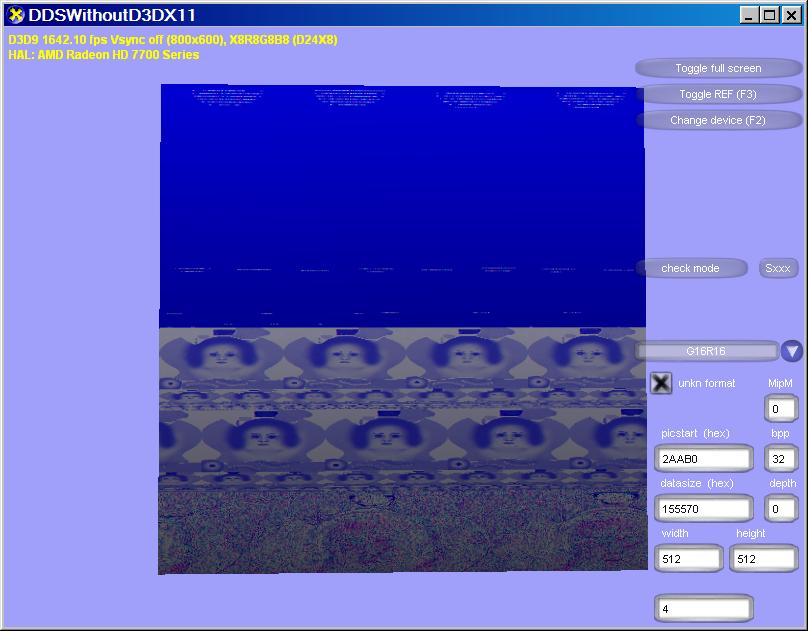 DDSWithoutD3DX11
D3D9 1642.10 fps Vsync off (800x600), X8R8G8B8 (D24X8)
HAL: AMD Radeon HD 7700 Series
Toggle full screen
Toggle REF (F3)
Change device (F2)
check mode Sxxx
G16R16
unkn format MipM
0
picstart (hex) bpp
2AAB0 32
datasize (hex) depth
155570 0
width height
512 512
4